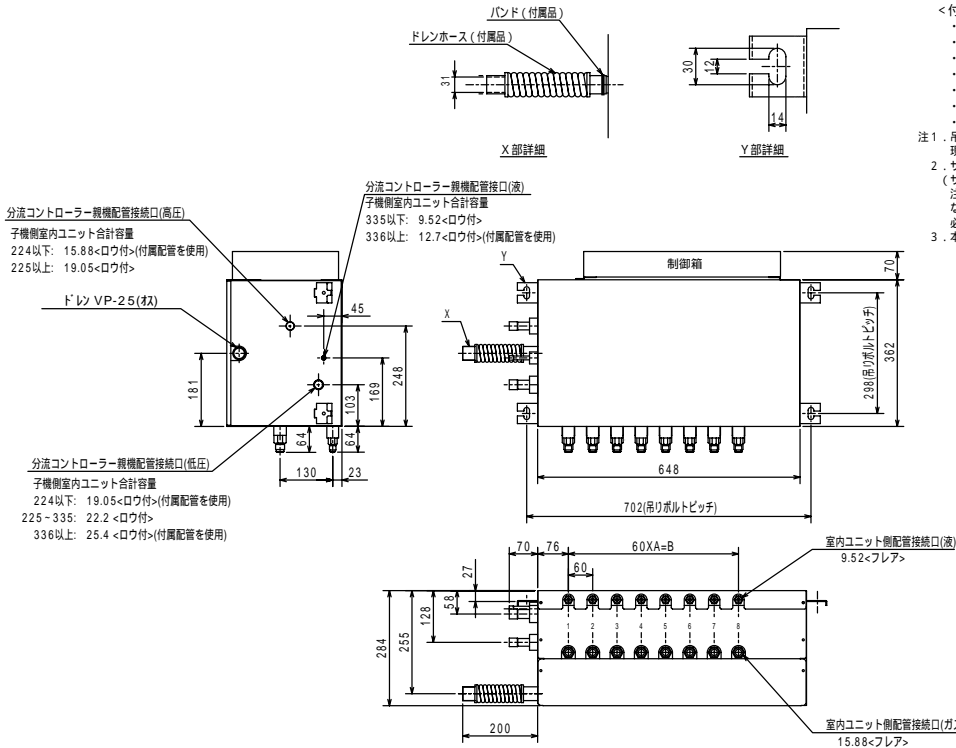 バンド(付属品)
ドレンホース(付属品)
31
X部詳細
30
12
14
Y部詳細
<付
注1.吊
2.サ
(サ
注
な
必
3.本
分流コントローラー親機配管接続口(高圧)
子機側室内ユニット合計容量
224以下: 15.88<ロウ付>(付属配管を使用)
225以上: 19.05<ロウ付>
ドレン VP-25(オス)
分流コントローラー親機配管接続口(液)
子機側室内ユニット合計容量
335以下: 9.52<ロウ付>
336以上: 12.7<ロウ付>(付属配管を使用)
45
181
248
169
103
64
64
130
23
分流コントローラー親機配管接続口(低圧)
子機側室内ユニット合計容量
224以下: 19.05<ロウ付>(付属配管を使用)
225~335: 22.2 <ロウ付>
336以上: 25.4 <ロウ付>(付属配管を使用)
Y
X
制御箱
70
362
298(吊りボルトピッチ)
648
702(吊りボルトピッチ)
70
76
60XA=B
60
27
58
128
255
284
200
1 2 3 4 5 6 7 8
室内ユニット側配管接続口(液)
9.52<フレア>
室内ユニット側配管接続口(ガス
15.88<フレア>